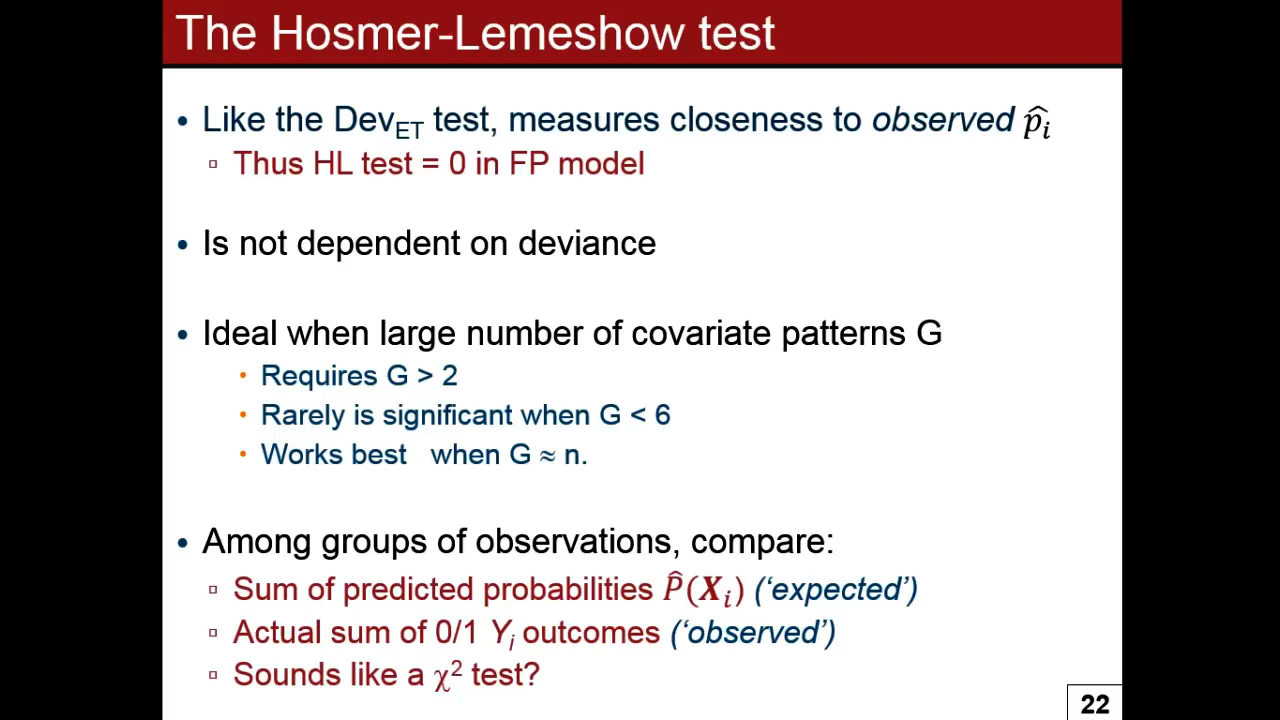 The Hosmer-Lemeshow test
• Like the Dev_ET test, measures closeness to observed p̂ᵢ
▫ Thus HL test = 0 in FP model
• Is not dependent on deviance
• Ideal when large number of covariate patterns G
• Requires G > 2
• Rarely is significant when G < 6
• Works best when G ≈ n.
• Among groups of observations, compare:
▫ Sum of predicted probabilities P̂(Xᵢ) (‘expected’)
▫ Actual sum of 0/1 Yᵢ outcomes (‘observed’)
▫ Sounds like a χ² test?
22